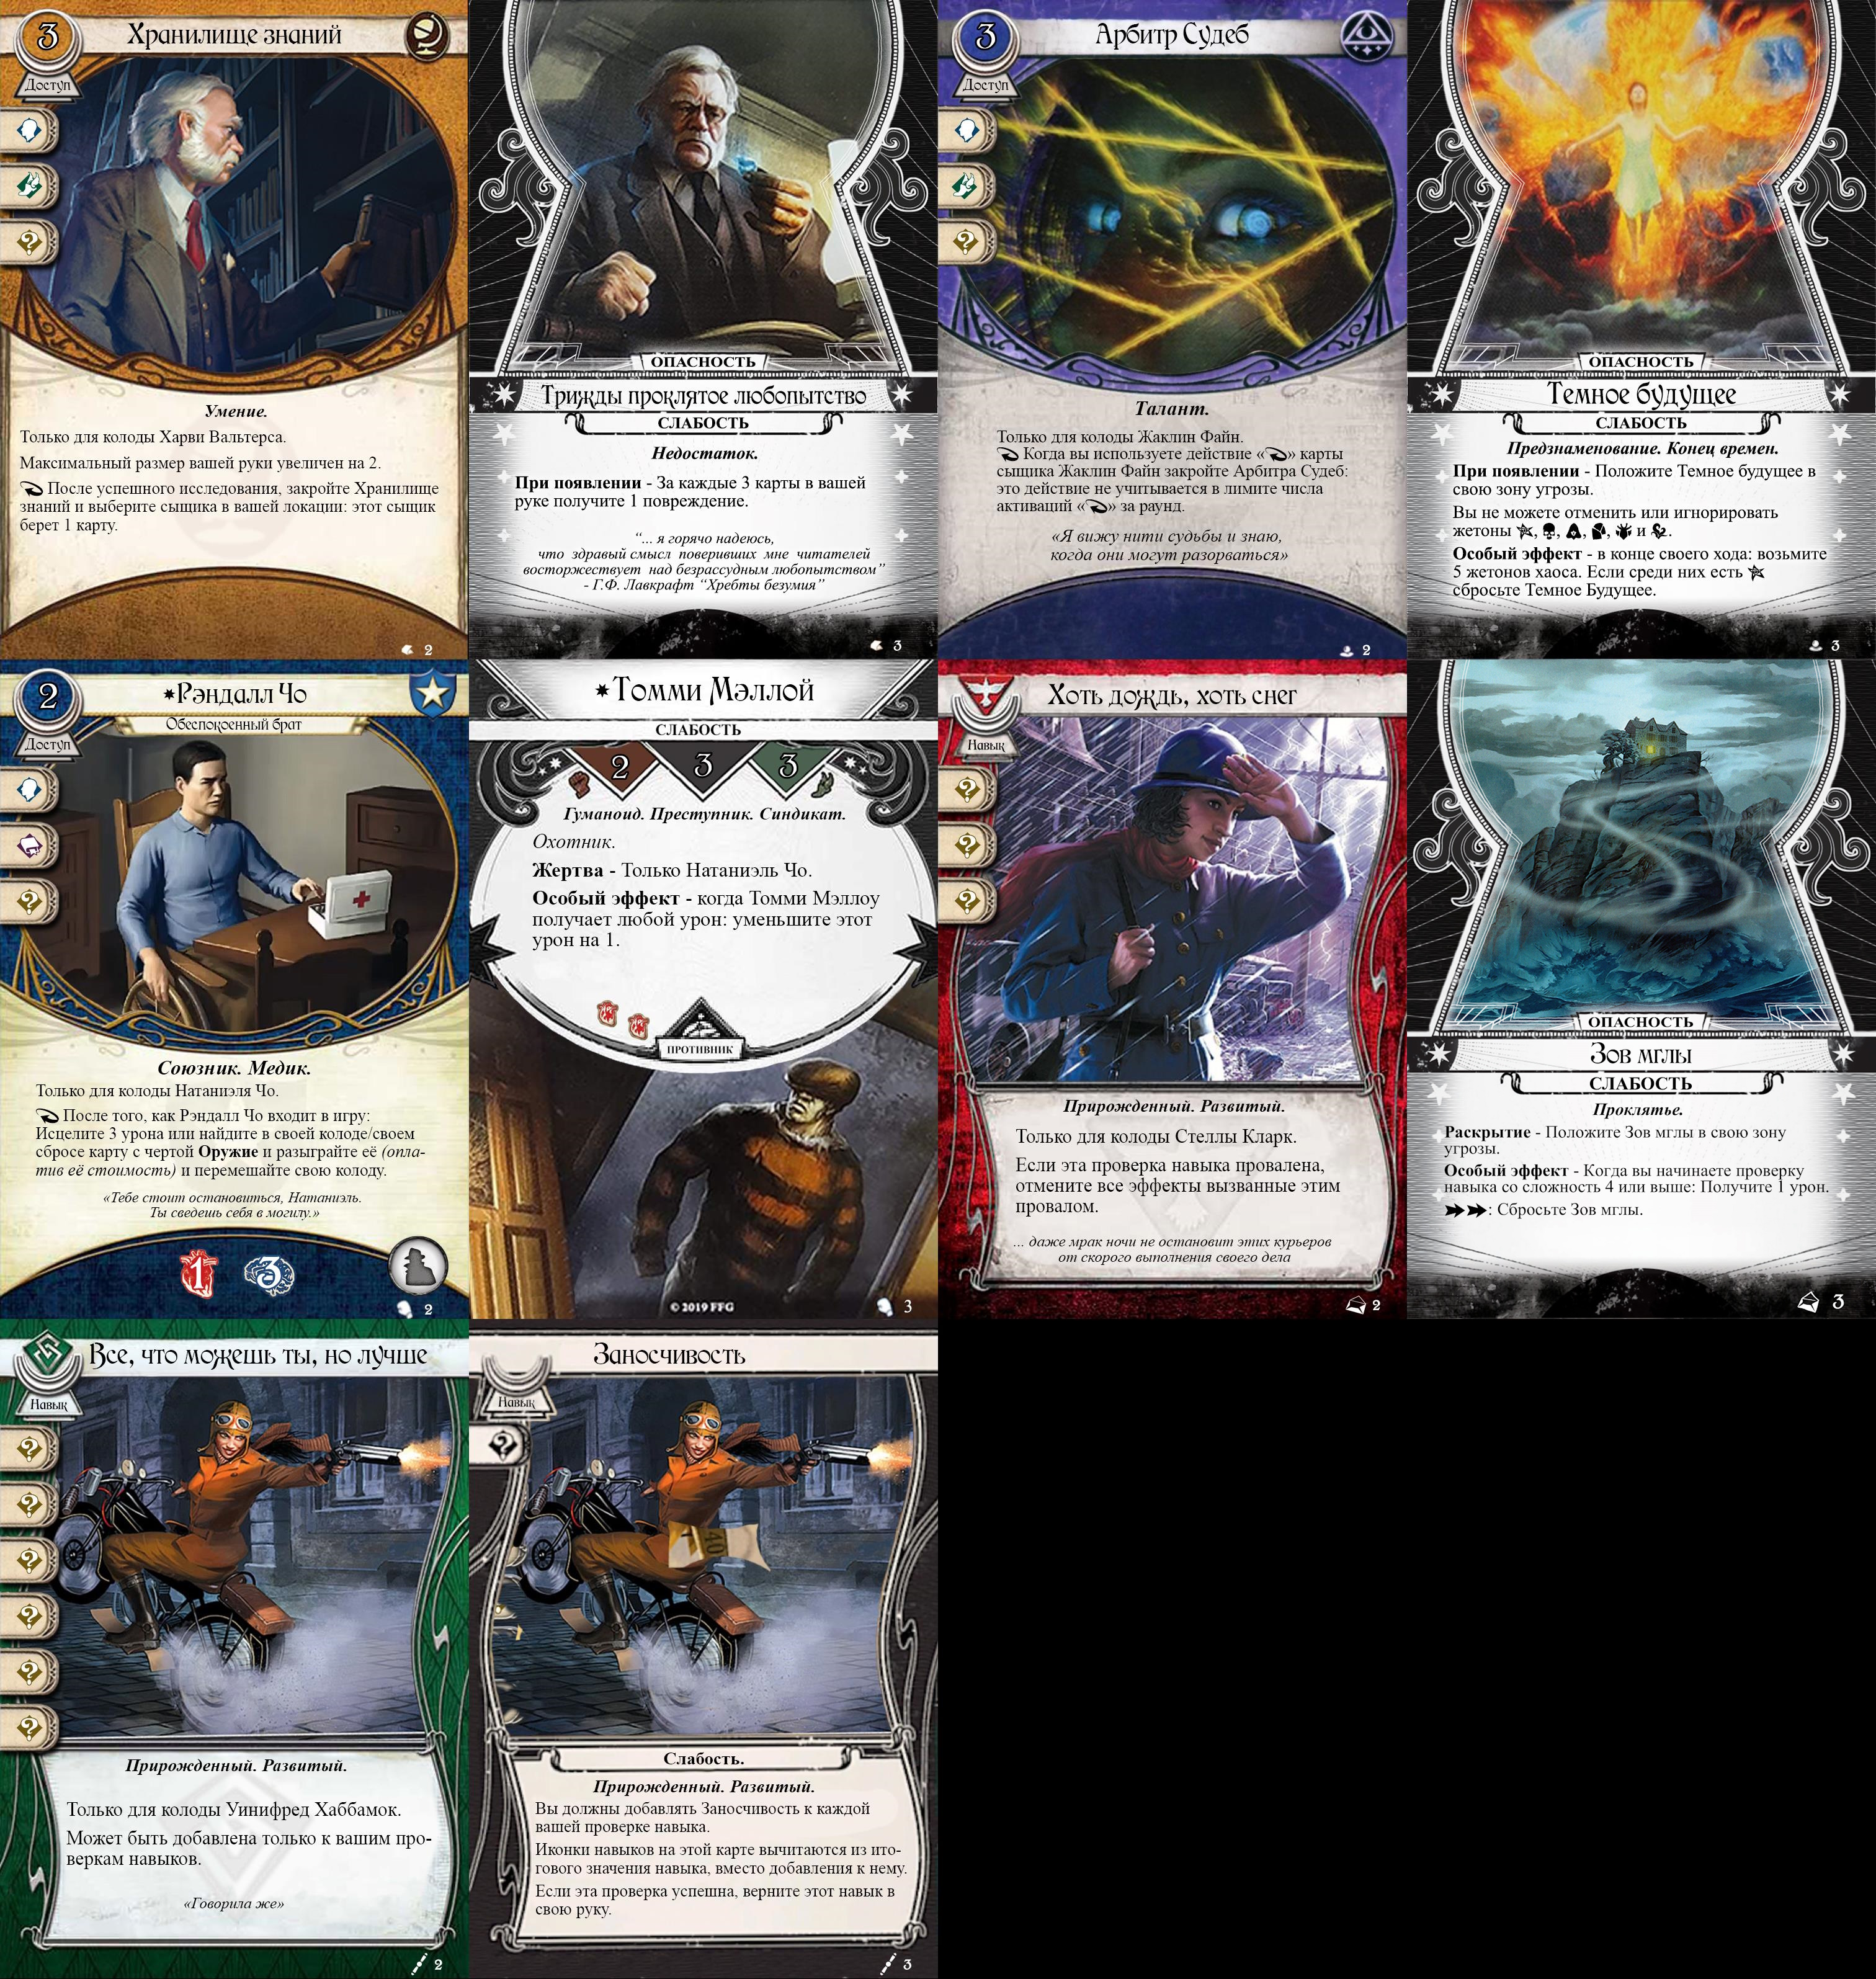 3
Хранилище знаний
Доступ
Умение.
Только для колоды Харви Вальтерса.
Максимальный размер вашей руки увеличен на 2.
После успешного исследования, закройте Хранилище
знаний и выберите сыщика в вашей локации: этот сыщик
берет 1 карту.
2
ОПАСНОСТЬ
Трижды проклятое любопытство
СЛАБОСТЬ
Недостаток.
При появлении - За каждые 3 карты в вашей
руке получите 1 повреждение.
“... я горячо надеюсь,
что здравый смысл поверивших мне читателей
восторжествует над безрассудным любопытством”
- Г.Ф. Лавкрафт “Хребты безумия”
3
3
Арбитр Судеб
Доступ
Талант.
Только для колоды Жаклин Файн.
Когда вы используете действие «» карты
сыщика Жаклин Файн закройте Арбитра Судеб:
это действие не учитывается в лимите числа
активаций «» за раунд.
«Я вижу нити судьбы и знаю,
когда они могут разорваться»
2
ОПАСНОСТЬ
Темное будущее
СЛАБОСТЬ
Предзнаменование. Конец времен.
При появлении - Положите Темное будущее в
свою зону угрозы.
Вы не можете отменить или игнорировать
жетоны , , , , и .
Особый эффект - в конце своего хода: возьмите
5 жетонов хаоса. Если среди них есть
сбросьте Темное Будущее.
3
2
Рэндалл Чо
Обеспокоенный брат
Доступ
Союзник. Медик.
Только для колоды Натаниэля Чо.
После того, как Рэндалл Чо входит в игру:
Исцелите 3 урона или найдите в своей колоде/своем
сбросе карту с чертой Оружие и разыграйте её (опла-
тив её стоимость) и перемешайте свою колоду.
«Тебе стоит остановиться, Натаниэль.
Ты сведешь себя в могилу.»
1 3
2
Томми Мэллой
СЛАБОСТЬ
2 3 3
Гуманоид. Преступник. Синдикат.
Охотник.
Жертва - Только Натаниэль Чо.
Особый эффект - когда Томми Мэллоу
получает любой урон: уменьшите этот
урон на 1.
ПРОТИВНИК
© 2019 FFG
3
Хоть дождь, хоть снег
Навык
Прирожденный. Развитый.
Только для колоды Стеллы Кларк.
Если эта проверка навыка провалена,
отмените все эффекты вызванные этим
провалом.
... даже мрак ночи не остановит этих курьеров
от скорого выполнения своего дела
2
ОПАСНОСТЬ
Зов мглы
СЛАБОСТЬ
Проклятье.
Раскрытие - Положите Зов мглы в свою зону
угрозы.
Особый эффект - Когда вы начинаете проверку
навыка со сложность 4 или выше: Получите 1 урон.
: Сбросьте Зов мглы.
3
Все, что можешь ты, но лучше
Навык
Прирожденный. Развитый.
Только для колоды Уинифред Хаббамок.
Может быть добавлена только к вашим про-
веркам навыков.
«Говорила же»
2
Заносчивость
Навык
Слабость.
Прирожденный. Развитый.
Вы должны добавлять Заносчивость к каждой
вашей проверке навыка.
Иконки навыков на этой карте вычитаются из ито-
гового значения навыка, вместо добавления к нему.
Если эта проверка успешна, верните этот навык в
свою руку.
3